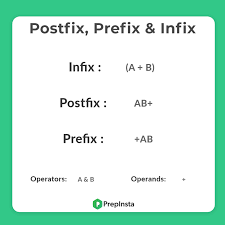 Postfix, Prefix & Infix
Infix : (A + B)
Postfix : AB+
Prefix : +AB
Operators: A & B Operands: +
PrepInsta